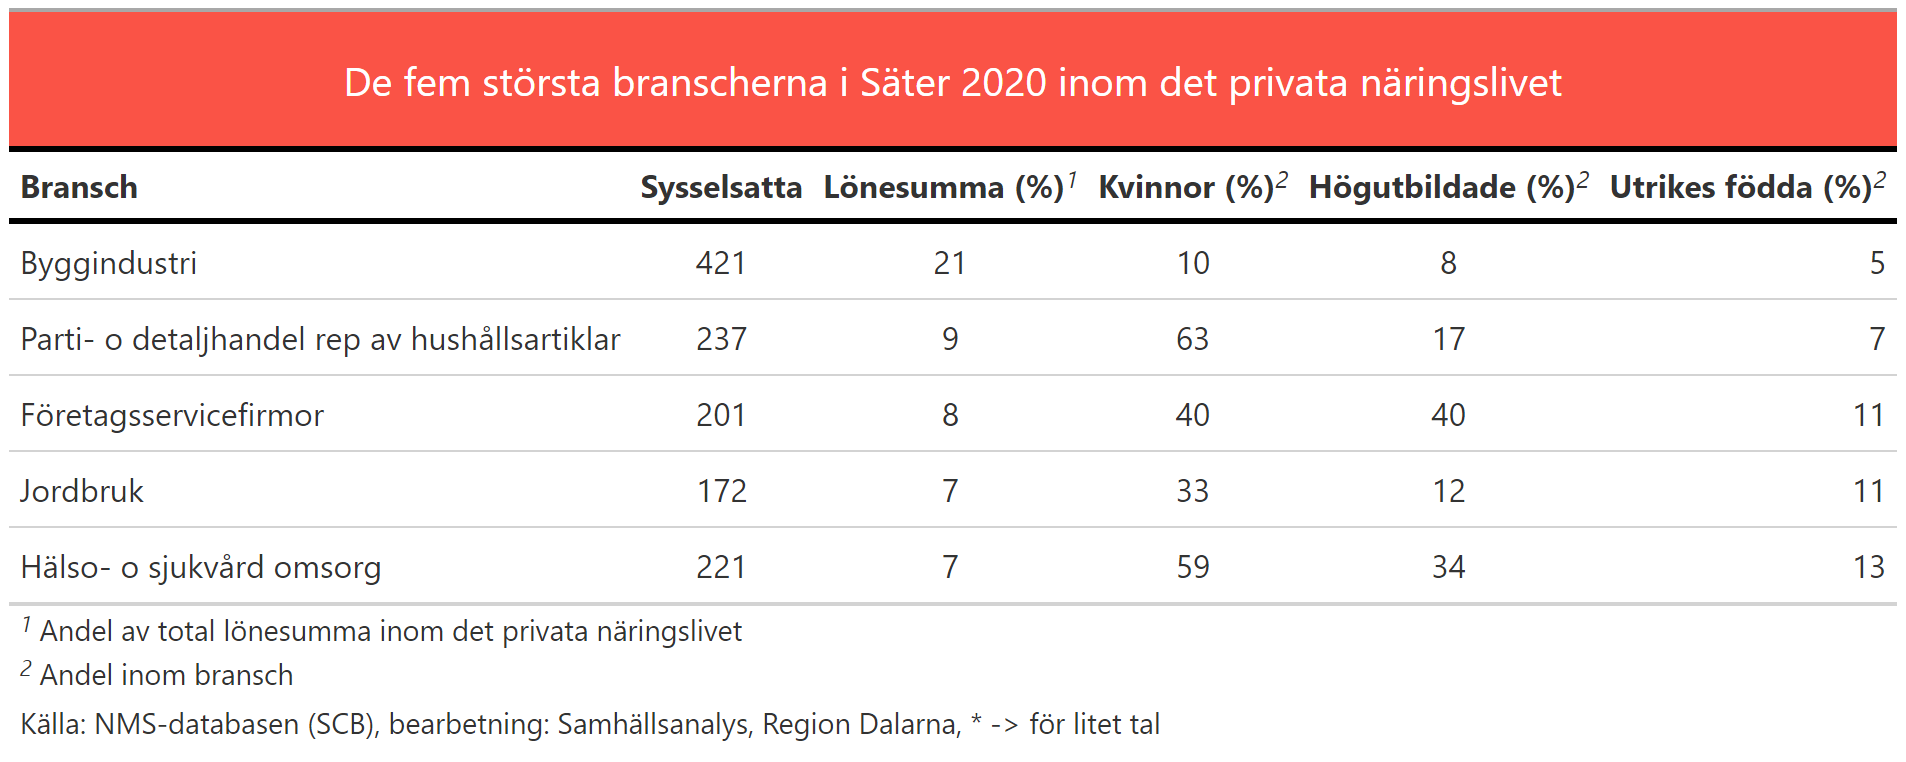 De fem största branscherna i Säter 2020 inom det privata näringslivet
Bransch Sysselsatta Lönesumma (%)1 Kvinnor (%)2 Högutbildade (%)2 Utrikes födda (%)2
Byggindustri 421 21 10 8 5
Parti- o detaljhandel rep av hushållsartiklar 237 9 63 17 7
Företagsservicefirmor 201 8 40 40 11
Jordbruk 172 7 33 12 11
Hälso- o sjukvård omsorg 221 7 59 34 13
1 Andel av total lönesumma inom det privata näringslivet
2 Andel inom bransch
Källa: NMS-databasen (SCB), bearbetning: Samhällsanalys, Region Dalarna, * -> för litet tal